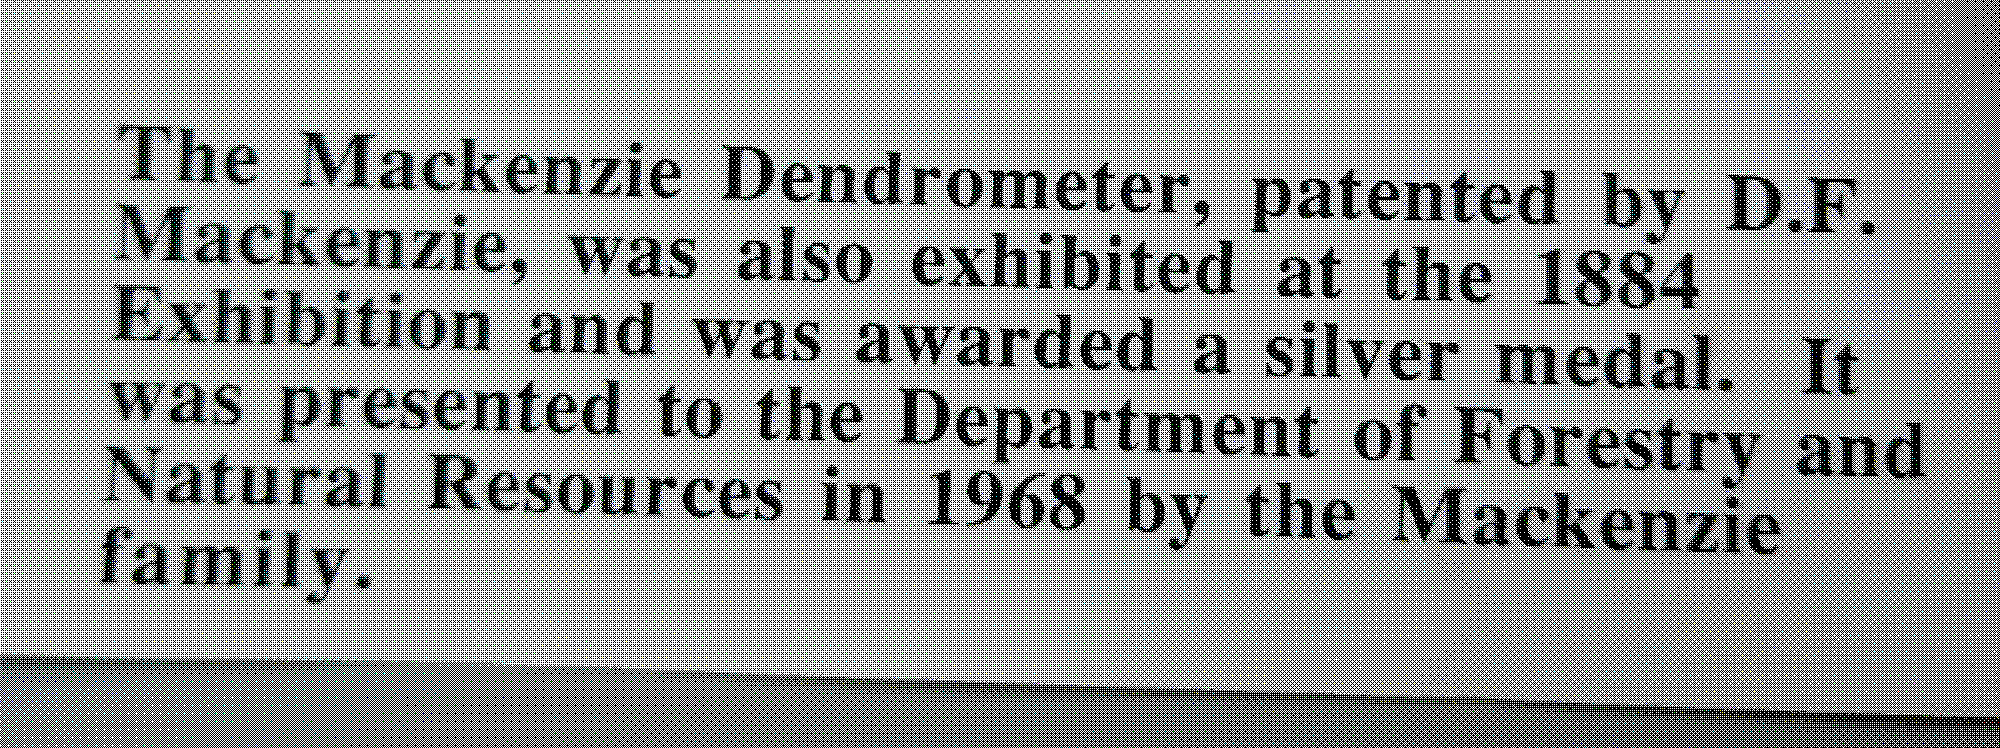 The Mackenzie Dendrometer, patented by D.F.
Mackenzie, was also exhibited at the 1884
Exhibition and was awarded a silver medal. It
was presented to the Department of Forestry and
Natural Resources in 1968 by the Mackenzie
family.